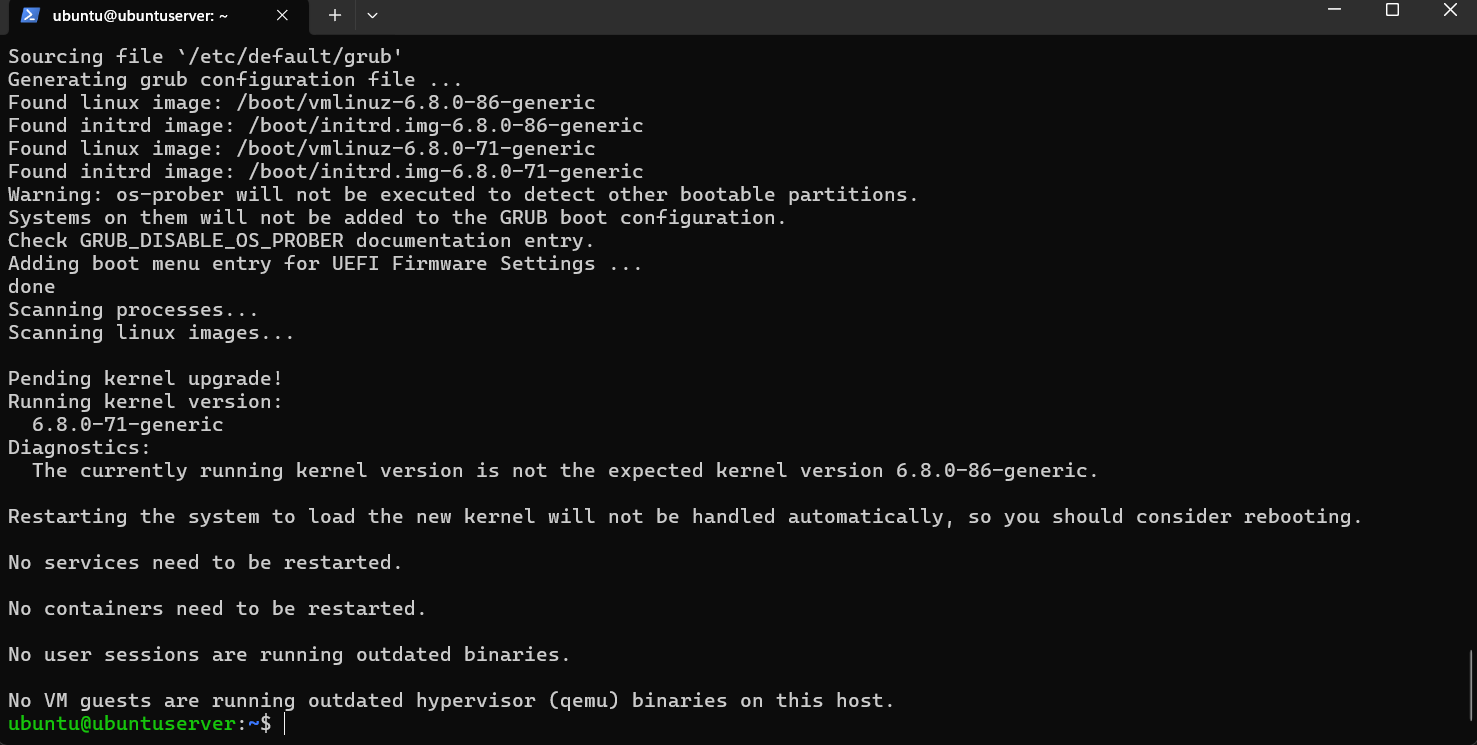 ubuntu@ubuntuserver: ~
Sourcing file `/etc/default/grub'
Generating grub configuration file ...
Found linux image: /boot/vmlinuz-6.8.0-86-generic
Found initrd image: /boot/initrd.img-6.8.0-86-generic
Found linux image: /boot/vmlinuz-6.8.0-71-generic
Found initrd image: /boot/initrd.img-6.8.0-71-generic
Warning: os-prober will not be executed to detect other bootable partitions.
Systems on them will not be added to the GRUB boot configuration.
Check GRUB_DISABLE_OS_PROBER documentation entry.
Adding boot menu entry for UEFI Firmware Settings ...
done
Scanning processes...
Scanning linux images...

Pending kernel upgrade!
Running kernel version:
  6.8.0-71-generic
Diagnostics:
  The currently running kernel version is not the expected kernel version 6.8.0-86-generic.

Restarting the system to load the new kernel will not be handled automatically, so you should consider rebooting.

No services need to be restarted.

No containers need to be restarted.

No user sessions are running outdated binaries.

No VM guests are running outdated hypervisor (qemu) binaries on this host.
ubuntu@ubuntuserver:~$